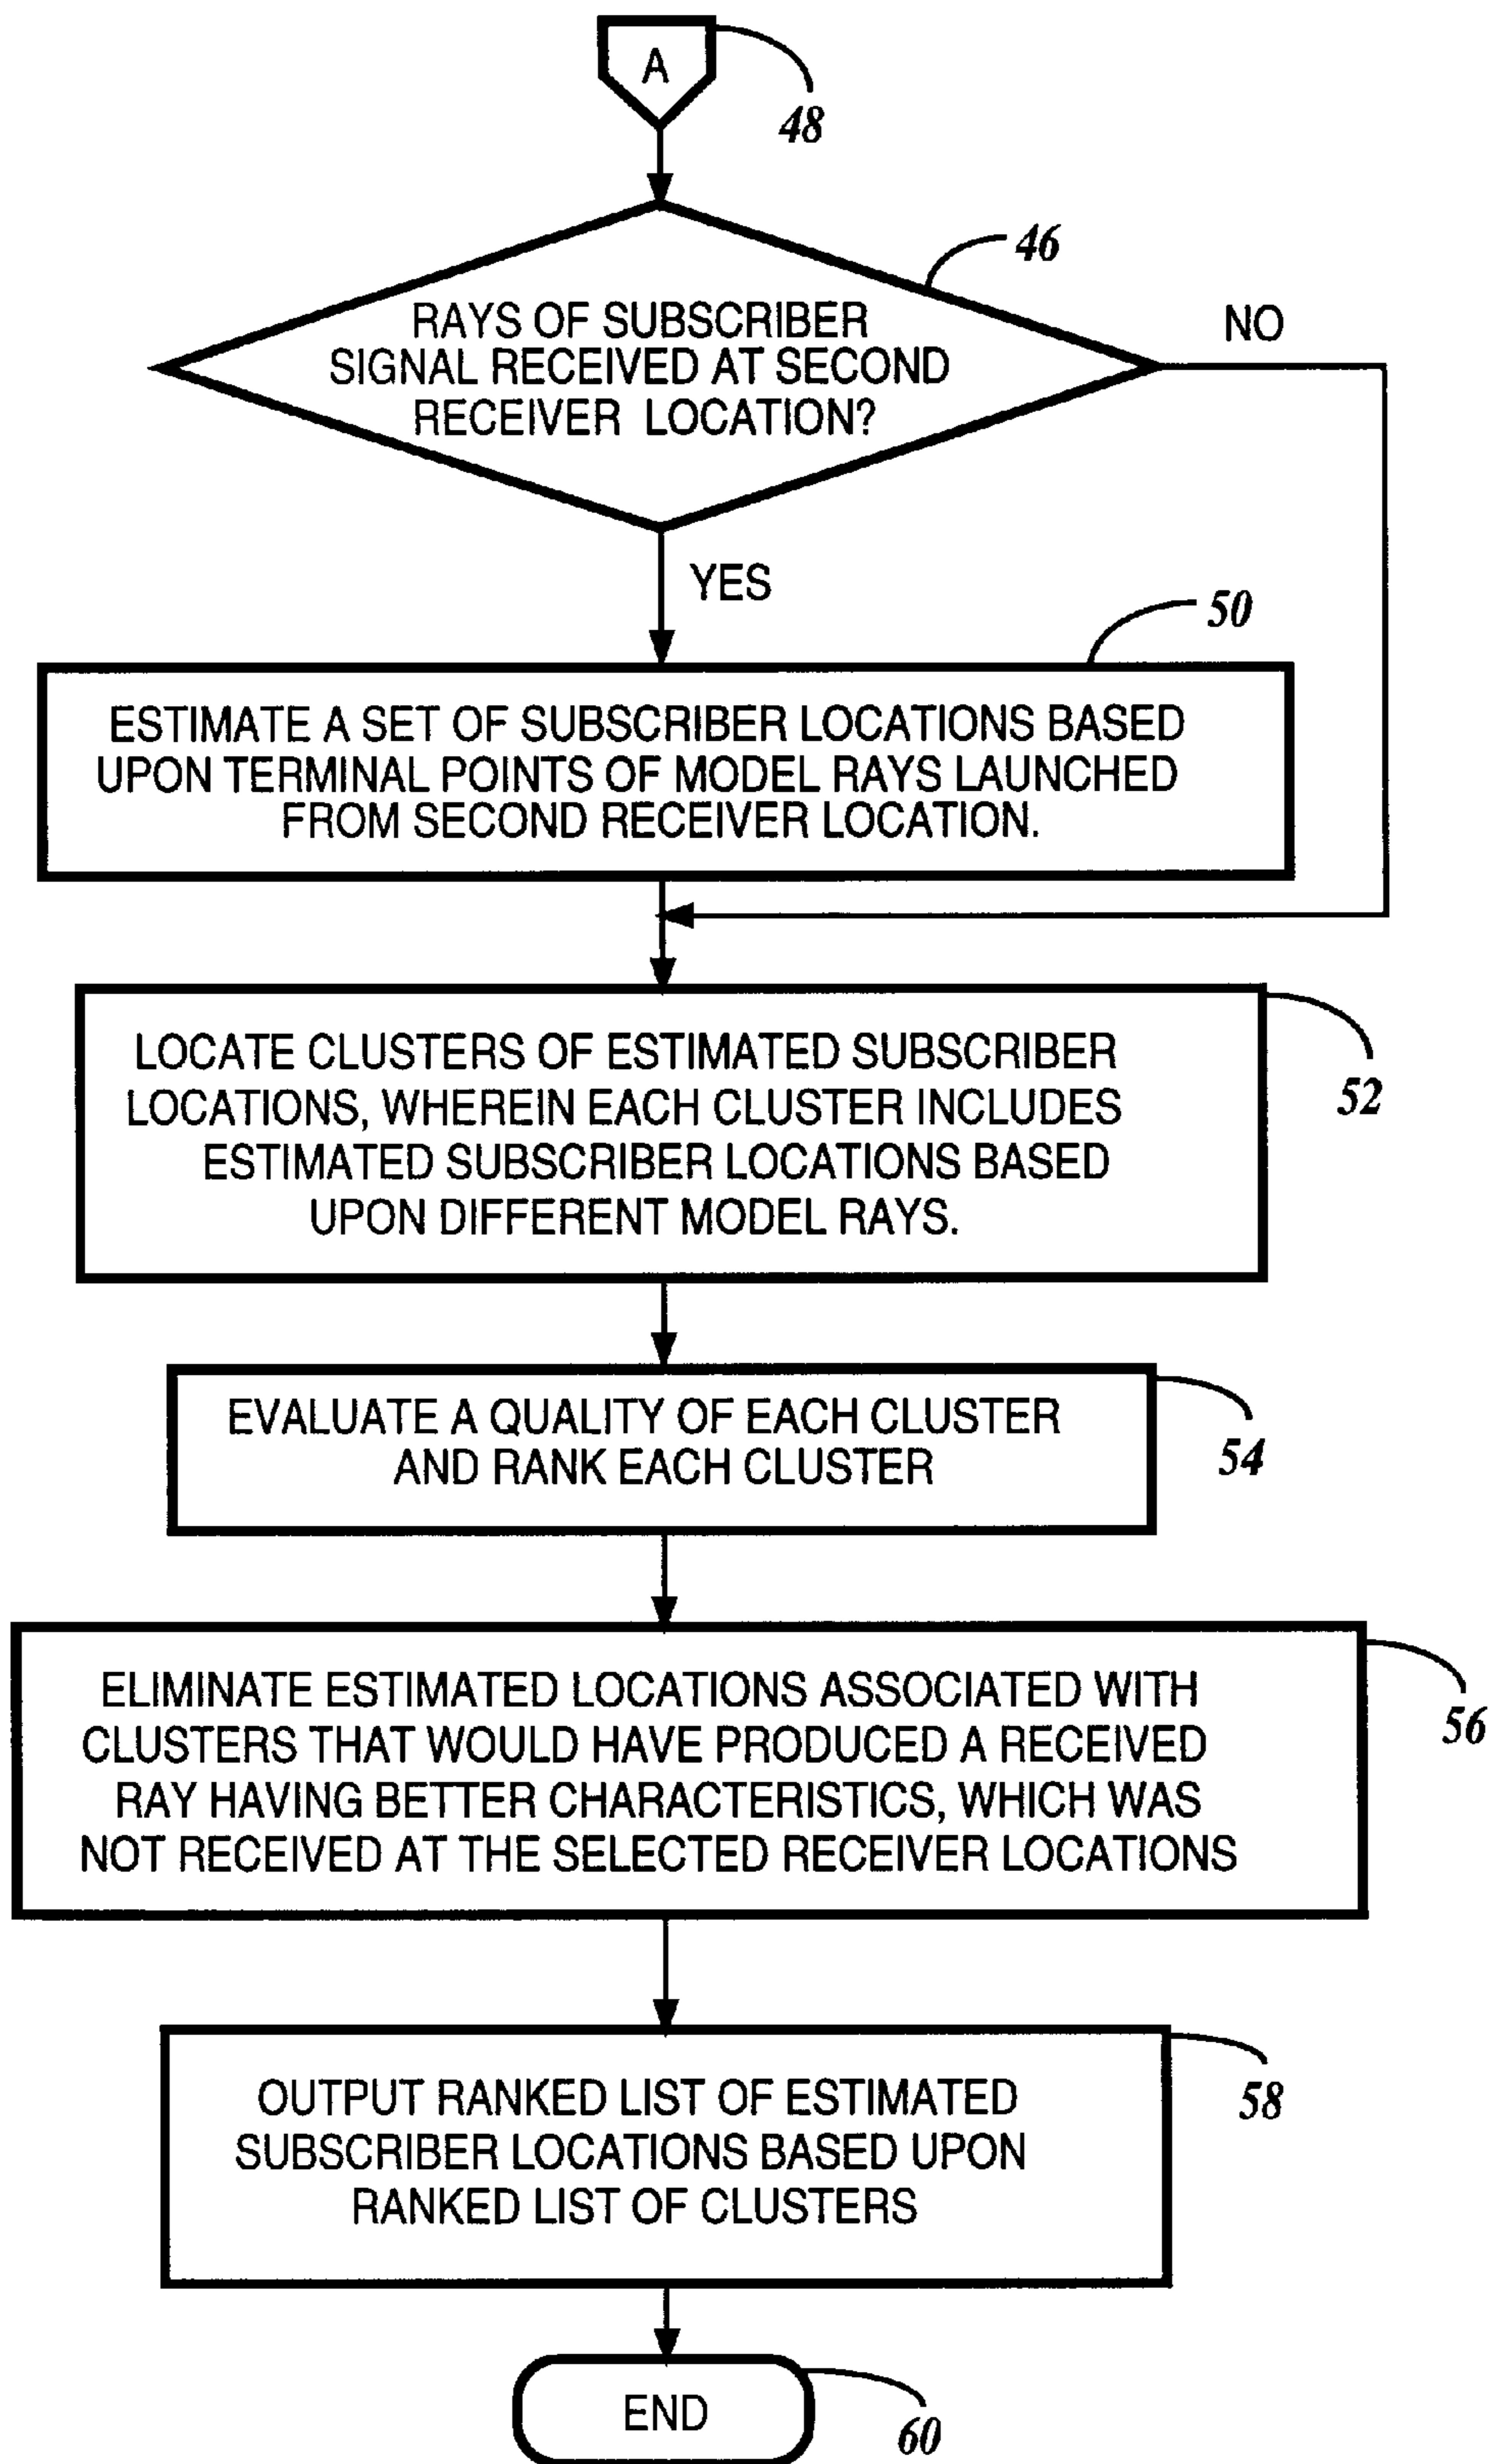 A
48
46
RAYS OF SUBSCRIBER
SIGNAL RECEIVED AT SECOND
RECEIVER LOCATION?
NO
YES
50
ESTIMATE A SET OF SUBSCRIBER LOCATIONS BASED
UPON TERMINAL POINTS OF MODEL RAYS LAUNCHED
FROM SECOND RECEIVER LOCATION.
LOCATE CLUSTERS OF ESTIMATED SUBSCRIBER
LOCATIONS, WHEREIN EACH CLUSTER INCLUDES
ESTIMATED SUBSCRIBER LOCATIONS BASED
UPON DIFFERENT MODEL RAYS.
52
EVALUATE A QUALITY OF EACH CLUSTER
AND RANK EACH CLUSTER
54
ELIMINATE ESTIMATED LOCATIONS ASSOCIATED WITH
CLUSTERS THAT WOULD HAVE PRODUCED A RECEIVED
RAY HAVING BETTER CHARACTERISTICS, WHICH WAS
NOT RECEIVED AT THE SELECTED RECEIVER LOCATIONS
56
OUTPUT RANKED LIST OF ESTIMATED
SUBSCRIBER LOCATIONS BASED UPON
RANKED LIST OF CLUSTERS
58
END
60